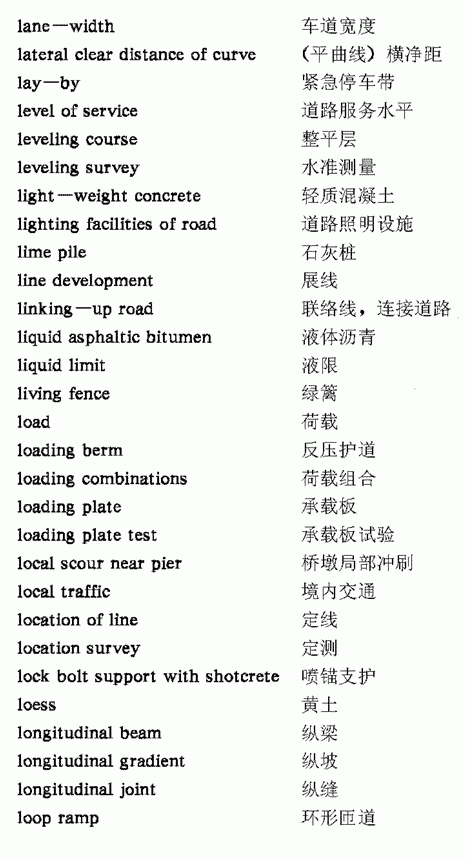 lane—width 车道宽度
lateral clear distance of curve (平曲线) 横净距
lay—by 紧急停车带
level of service 道路服务水平
leveling course 整平层
leveling survey 水准测量
light—weight concrete 轻质混凝土
lighting facilities of road 道路照明设施
lime pile 石灰桩
line development 展线
linking—up road 联络线，连接道路
liquid asphaltic bitumen 液体沥青
liquid limit 液限
living fence 绿篱
load 荷载
loading berm 反压护道
loading combinations 荷载组合
loading plate 承载板
loading plate test 承载板试验
local scour near pier 桥墩局部冲刷
local traffic 境内交通
location of line 定线
location survey 定测
lock bolt support with shotcrete 喷锚支护
loess 黄土
longitudinal beam 纵梁
longitudinal gradient 纵坡
longitudinal joint 纵缝
loop ramp 环形匝道